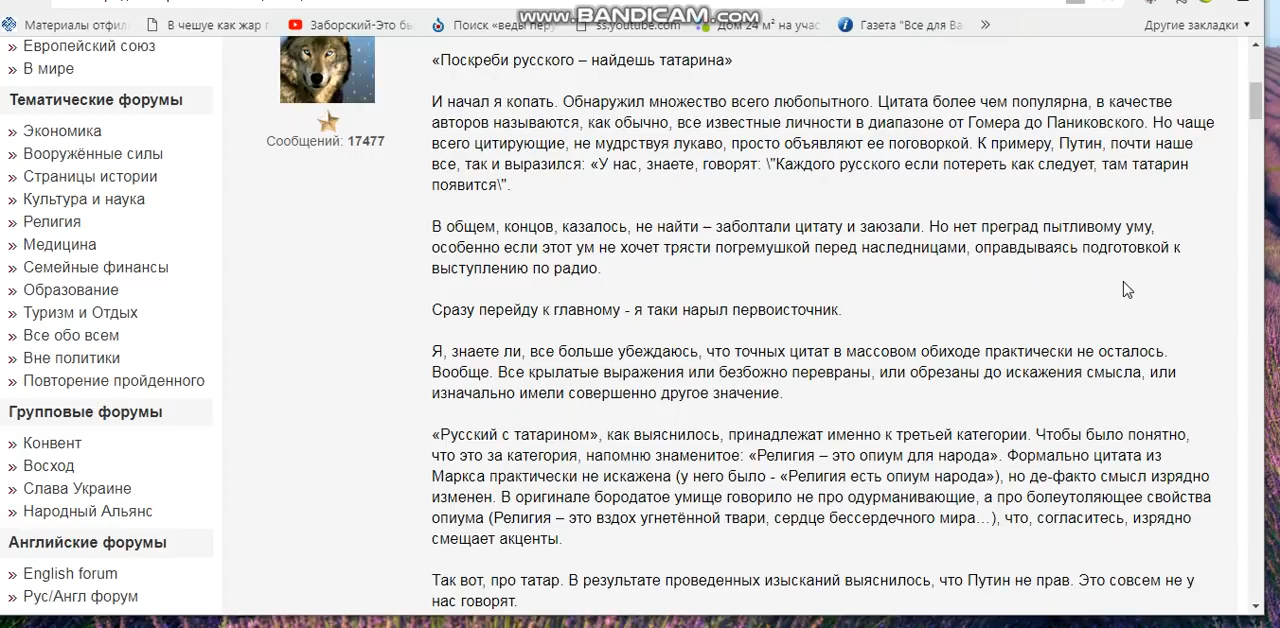 www.BANDICAM.com
Материалы отфил
В чешуе как жар г
Заборский-Это бы
Поиск «веды пер
ss.youtube.com
Дом 24 м² на учас
Газета "Все для Ва
»
Другие закладки
» Европейский союз
» В мире
Тематические форумы
» Экономика
» Вооружённые силы
» Страницы истории
» Культура и наука
» Религия
» Медицина
» Семейные финансы
» Образование
» Туризм и Отдых
» Все обо всем
» Вне политики
» Повторение пройденного
Групповые форумы
» Конвент
» Восход
» Слава Украине
» Народный Альянс
Английские форумы
» English forum
» Рус/Англ форум
Сообщений: 17477
«Поскреби русского – найдешь татарина»
И начал я копать. Обнаружил множество всего любопытного. Цитата более чем популярна, в качестве
авторов называются, как обычно, все известные личности в диапазоне от Гомера до Паниковского. Но чаще
всего цитирующие, не мудрствуя лукаво, просто объявляют ее поговоркой. К примеру, Путин, почти наше
все, так и выразился: «У нас, знаете, говорят: \"Каждого русского если потереть как следует, там татарин
появится\".
В общем, концов, казалось, не найти – заболтали цитату и заюзали. Но нет преград пытливому уму,
особенно если этот ум не хочет трясти погремушкой перед наследницами, оправдываясь подготовкой к
выступлению по радио.
Сразу перейду к главному - я таки нарыл первоисточник.
Я, знаете ли, все больше убеждаюсь, что точных цитат в массовом обиходе практически не осталось.
Вообще. Все крылатые выражения или безбожно перевраны, или обрезаны до искажения смысла, или
изначально имели совершенно другое значение.
«Русский с татарином», как выяснилось, принадлежат именно к третьей категории. Чтобы было понятно,
что это за категория, напомню знаменитое: «Религия – это опиум для народа». Формально цитата из
Маркса практически не искажена (у него было - «Религия есть опиум народа»), но де-факто смысл изрядно
изменен. В оригинале бородатое умище говорило не про одурманивающие, а про болеутоляющее свойства
опиума (Религия – это вздох угнетённой твари, сердце бессердечного мира…), что, согласитесь, изрядно
смещает акценты.
Так вот, про татар. В результате проведенных изысканий выяснилось, что Путин не прав. Это совсем не у
нас говорят.